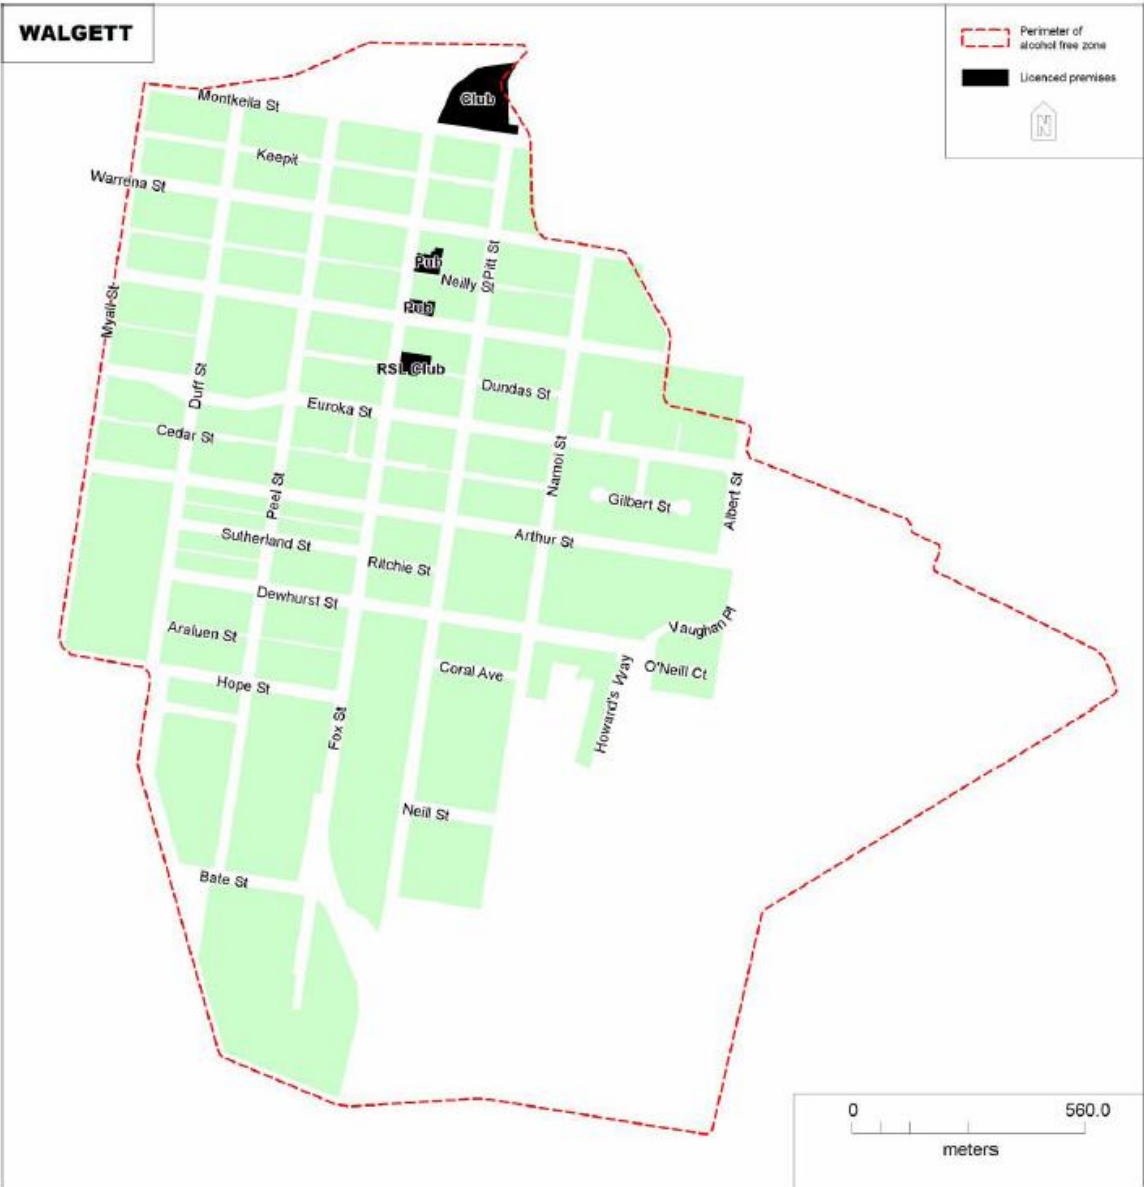 WALGETT
Perimeter of
alcohol free zone
Licenced premises
N
Club
Montkeila St
Keepit
Warrena St
Pub
Pitt St
Neilly St
Myall St
Pub
RSL Club
Duff St
Dundas St
Euroka St
Cedar St
Namoi St
Peel St
Gilbert St
Albert St
Sutherland St
Arthur St
Ritchie St
Dewhurst St
Vaughan Pl
Araluen St
Coral Ave
O'Neill Ct
Hope St
Howard's Way
Fox St
Neill St
Bate St
0 560.0
meters